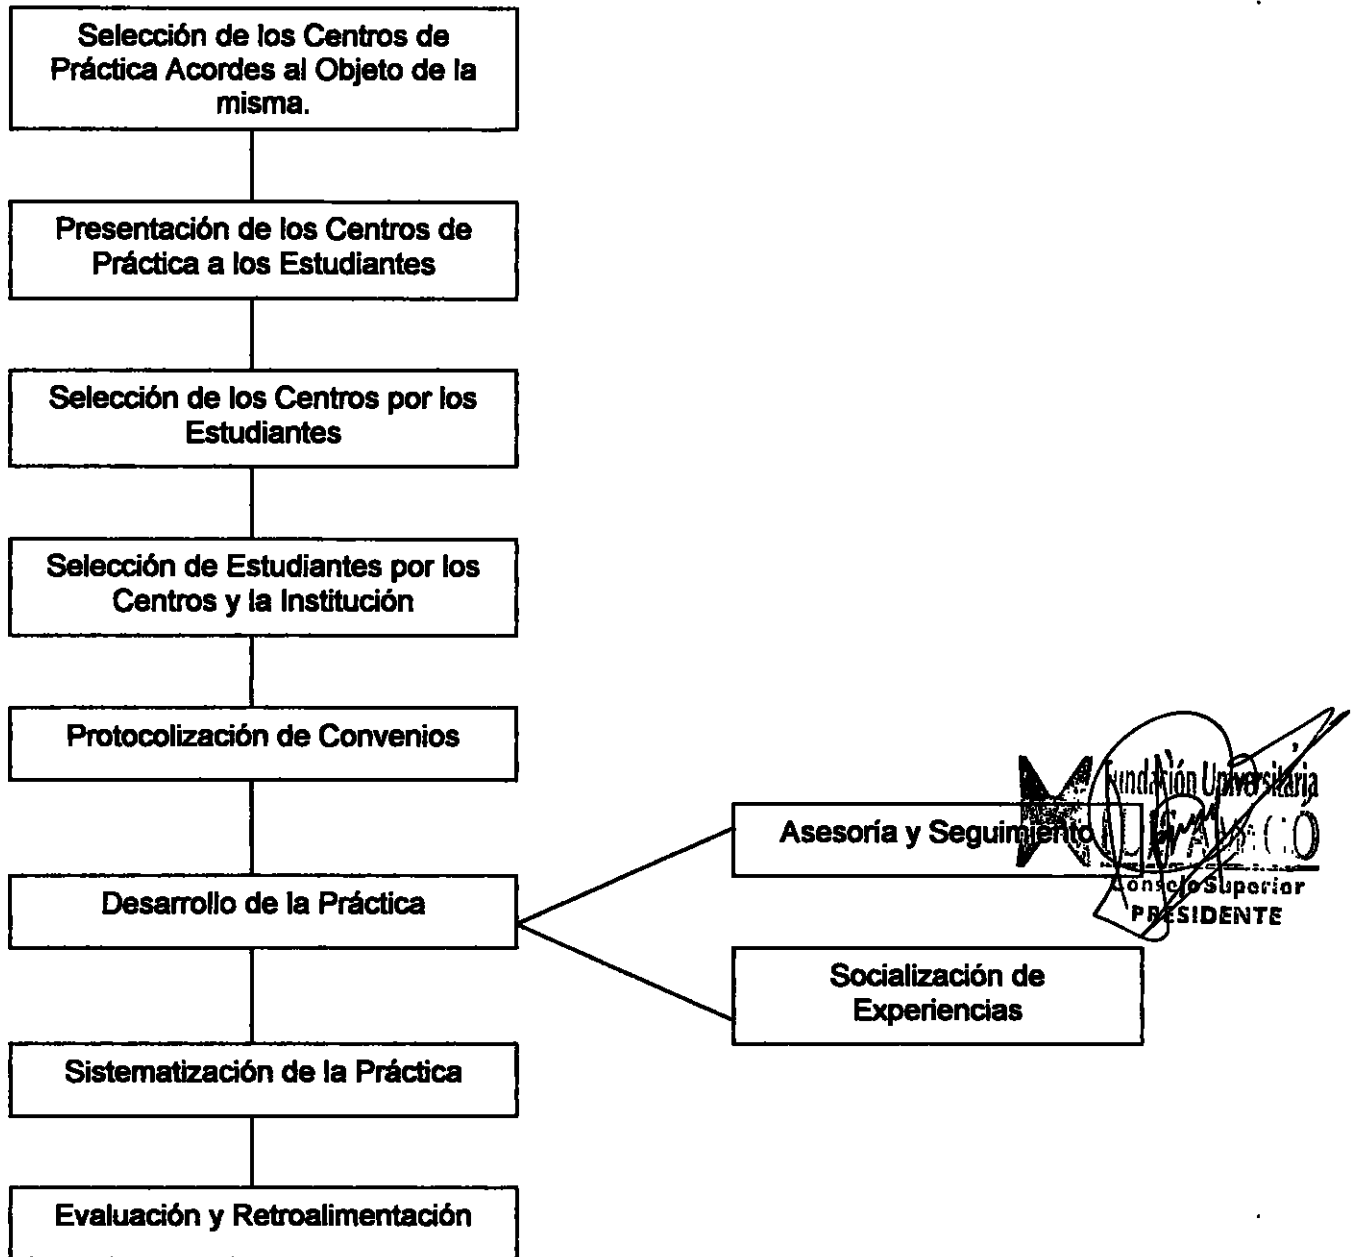 Selección de los Centros de
Práctica Acordes al Objeto de la
misma.
Presentación de los Centros de
Práctica a los Estudiantes
Selección de los Centros por los
Estudiantes
Selección de Estudiantes por los
Centros y la Institución
Protocolización de Convenios
Desarrollo de la Práctica
Asesoría y Seguimiento
Fundación Universitaria
Consejo Superior
PRESIDENTE
Socialización de
Experiencias
Sistematización de la Práctica
Evaluación y Retroalimentación